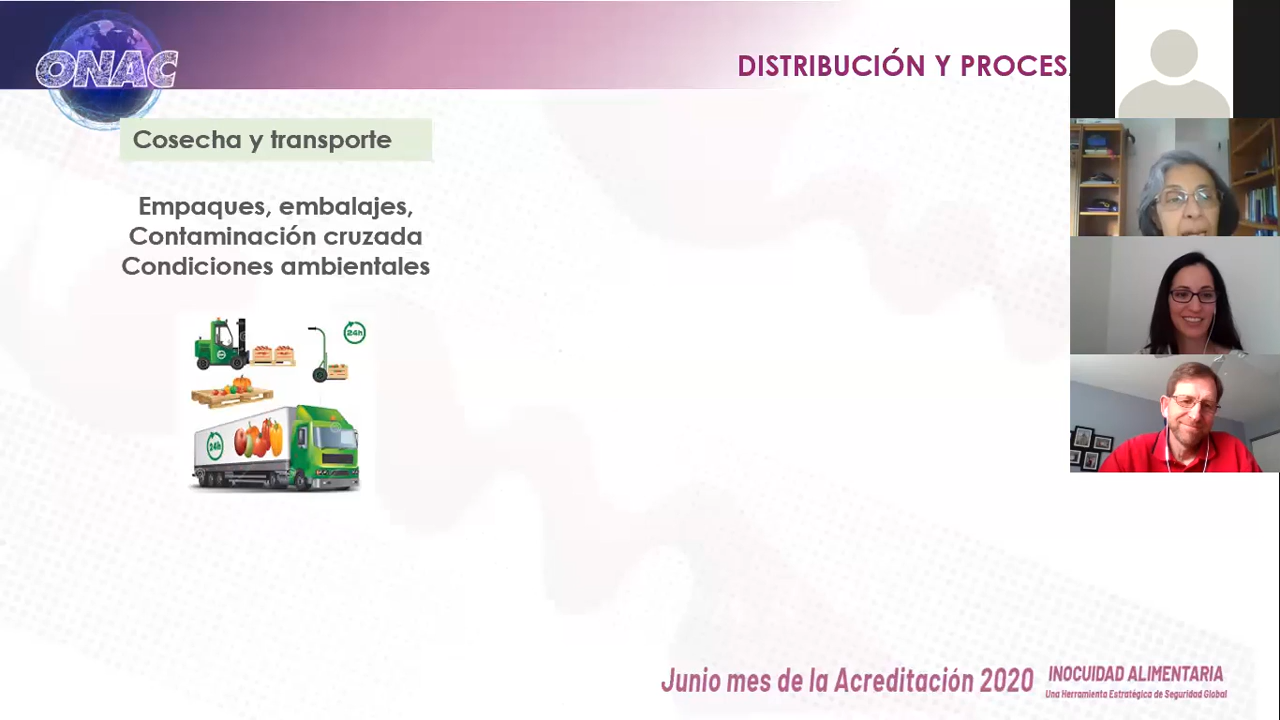 ONAC
DISTRIBUCIÓN Y
Cosecha y transporte
Empaques, embalajes,
Contaminación cruzada
Condiciones ambientales
24h
24h
Junio mes de la Acreditación 2020
INOCUIDAD ALIMENTARIA
Una Herramienta Estratégica de Seguridad Global